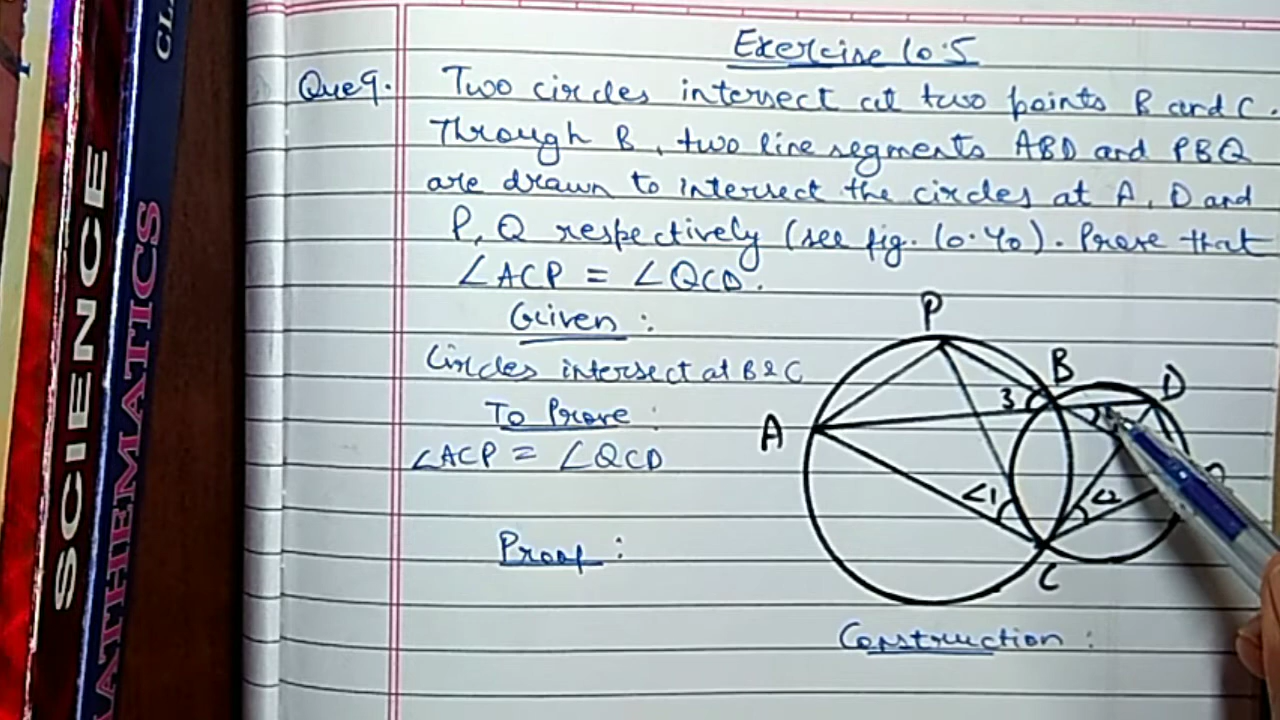 Exercise 10.5
Que9. Two circles intersect at two points B and C.
Through B, two line segments ABD and PBQ
are drawn to intersect the circles at A, D and
P, Q respectively (see fig. 10.40). Prove that
∠ACP = ∠QCD.
Given :
Circles intersect at B & C
To Prove :
∠ACP = ∠QCD
Proof :
P
B
D
A
3
∠1
∠2
C
Construction :
SCIENCE
MATHEMATICS
CLA